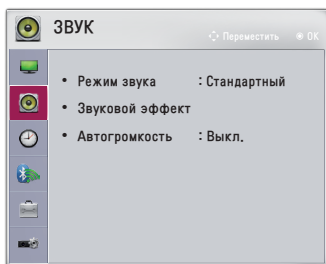 ЗВУК
Переместить OK
• Режим звука : Стандартный
• Звуковой эффект
• Автогромкость : Выкл.